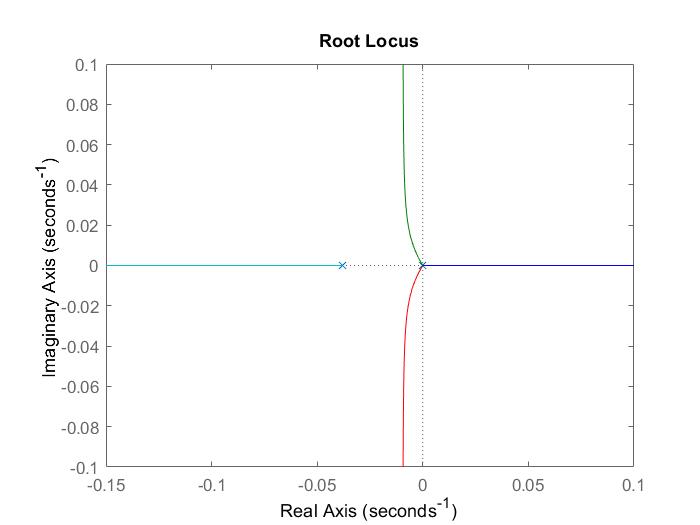 Root Locus
Imaginary Axis (seconds⁻¹)
0.1
0.08
0.06
0.04
0.02
0
-0.02
-0.04
-0.06
-0.08
-0.1
-0.15 -0.1 -0.05 0 0.05 0.1
Real Axis (seconds⁻¹)